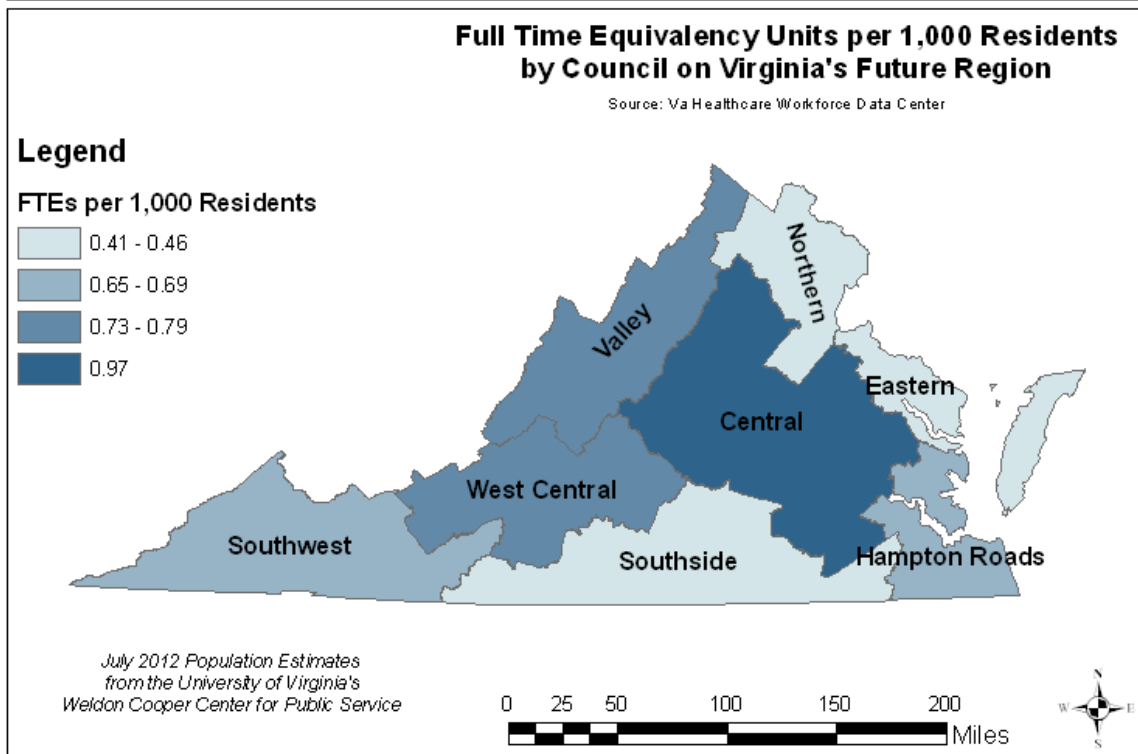 Full Time Equivalency Units per 1,000 Residents
by Council on Virginia's Future Region
Source: Va Healthcare Workforce Data Center
Legend
FTEs per 1,000 Residents
0.41 - 0.46
0.65 - 0.69
0.73 - 0.79
0.97
Northern
Valley
Eastern
Central
West Central
Southwest
Southside
Hampton Roads
July 2012 Population Estimates
from the University of Virginia's
Weldon Cooper Center for Public Service
0 25 50 100 150 200
Miles
N
W E
S